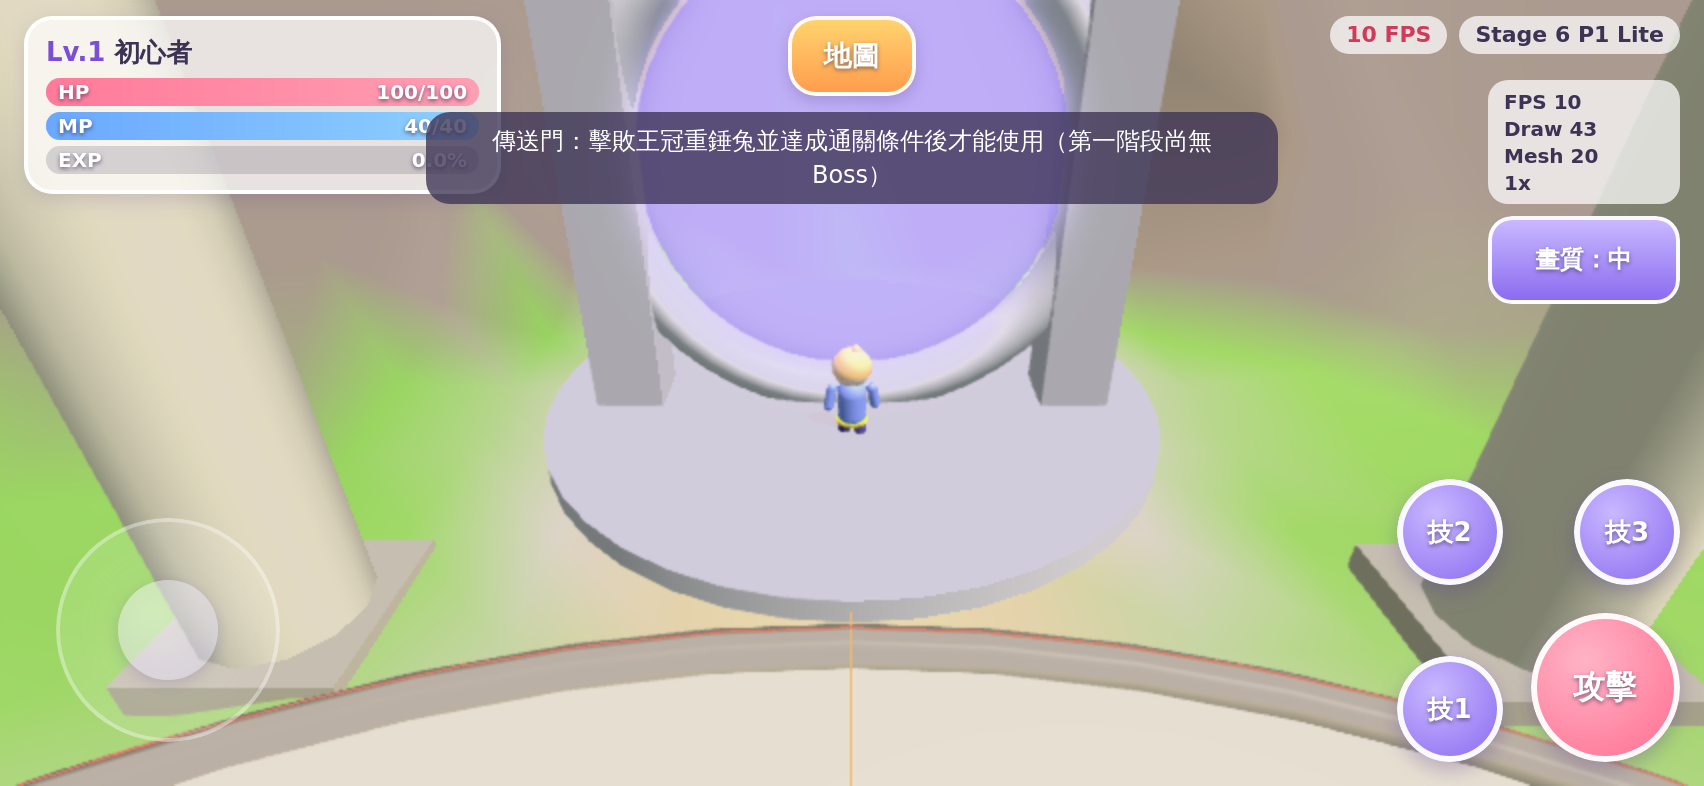 Lv.1 初心者
HP 100/100
MP 40/40
EXP 0.0%
地圖
10 FPS
Stage 6 P1 Lite
傳送門：擊敗王冠重錘兔並達成通關條件後才能使用（第一階段尚無
Boss）
FPS 10
Draw 43
Mesh 20
1x
畫質：中
技2
技3
技1
攻擊